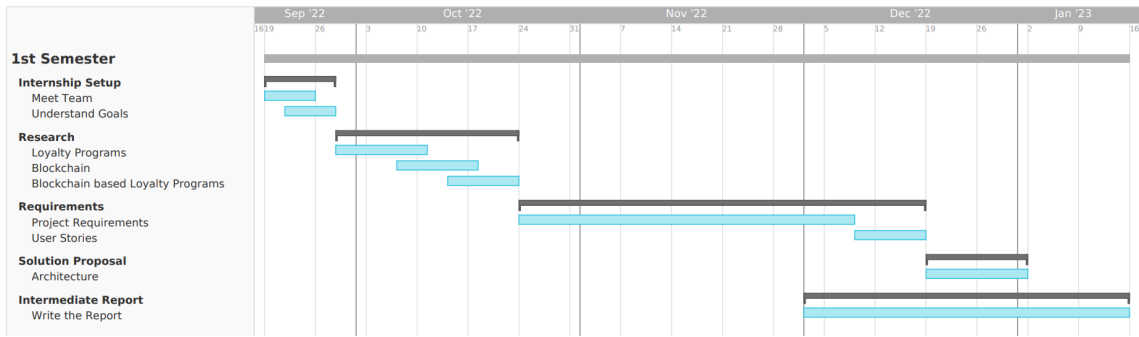 Sep '22 Oct '22 Nov '22 Dec '22 Jan '23
16 19 26 3 10 17 24 31 7 14 21 28 5 12 19 26 2 9 16
1st Semester
Internship Setup
Meet Team
Understand Goals
Research
Loyalty Programs
Blockchain
Blockchain based Loyalty Programs
Requirements
Project Requirements
User Stories
Solution Proposal
Architecture
Intermediate Report
Write the Report